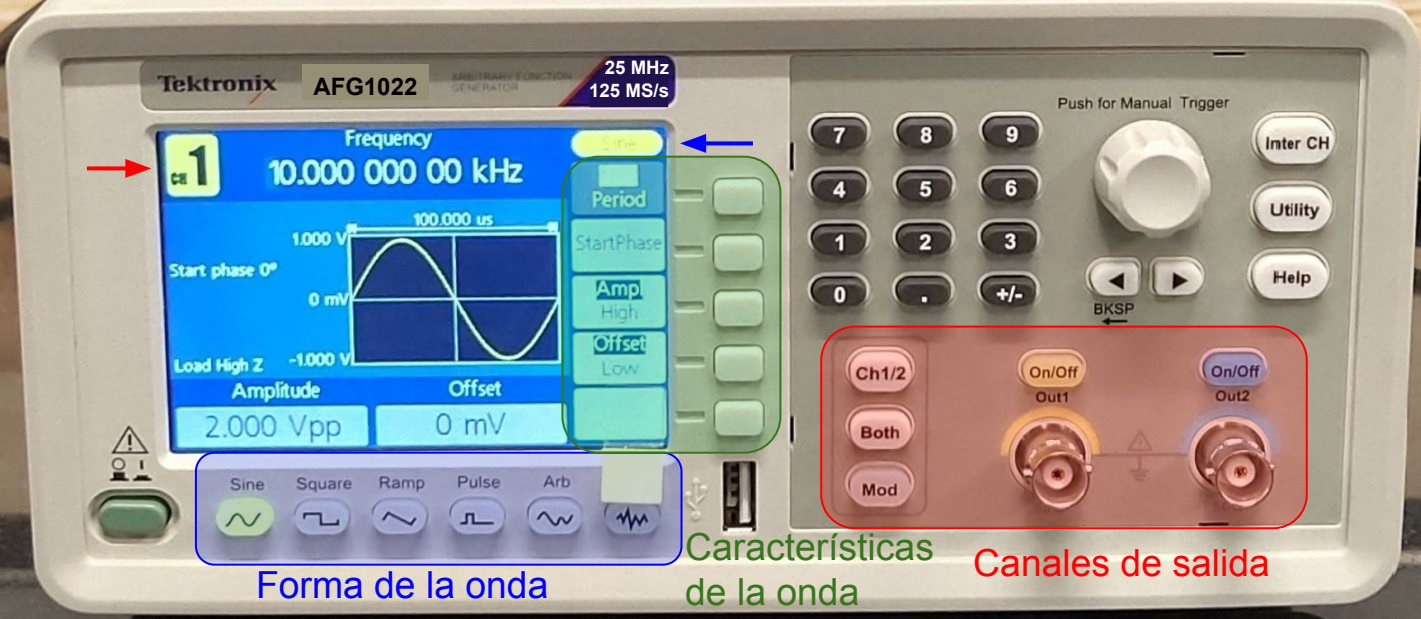 Tektronix
AFG1022
ARBITRARY FUNCTION
GENERATOR
25 MHz
125 MS/s
CH 1
Frequency
10.000 000 00 kHz
Sine
Period
100.000 us
1.000 V
StartPhase
Start phase 0°
0 mV
Ampl
High
Offset
Low
Load High Z
-1.000 V
Amplitude
Offset
2.000 Vpp
0 mV
Sine
Square
Ramp
Pulse
Arb
Forma de la onda
Características
de la onda
7
8
9
4
5
6
1
2
3
0
.
+/-
Push for Manual Trigger
Inter CH
Utility
Help
BKSP
Ch1/2
Both
Mod
On/Off
Out1
On/Off
Out2
Canales de salida